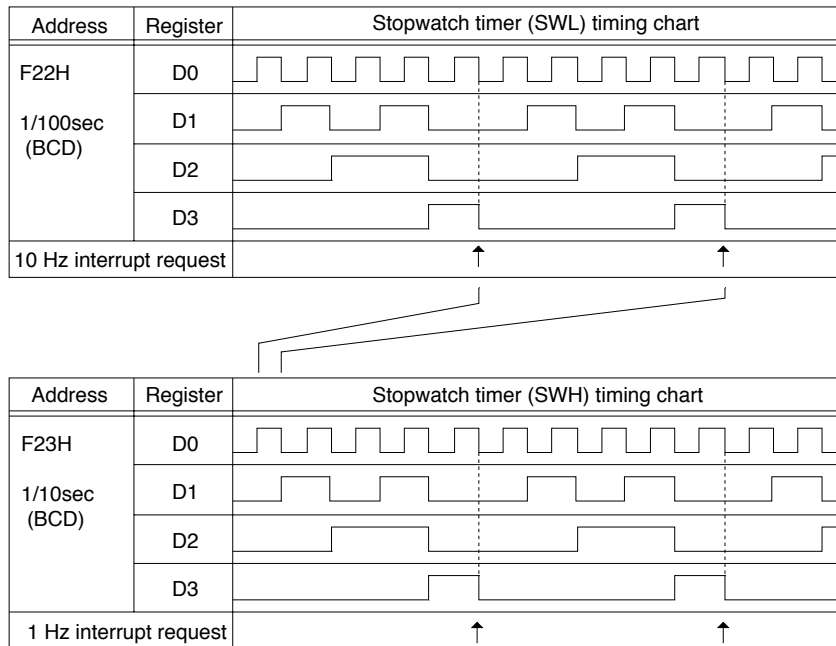 Address Register Stopwatch timer (SWL) timing chart
F22H D0
1/100sec D1
(BCD)
D2
D3
10 Hz interrupt request
Address Register Stopwatch timer (SWH) timing chart
F23H D0
1/10sec D1
(BCD)
D2
D3
1 Hz interrupt request